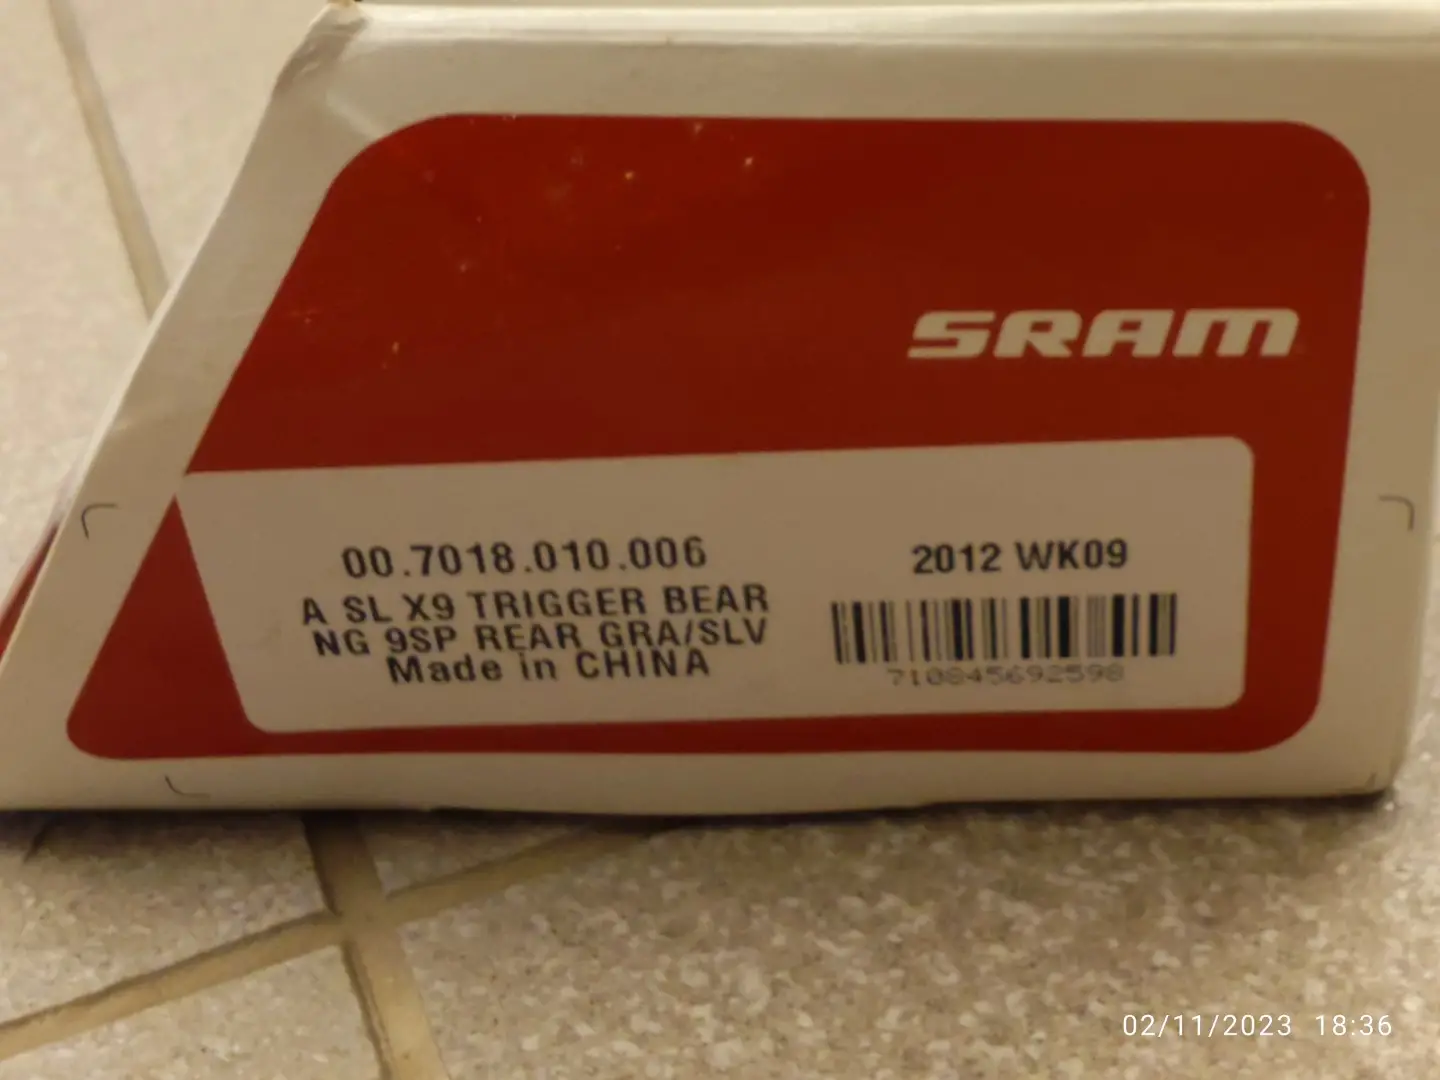 SRAM
00.7018.010.006
A SL X9 TRIGGER BEAR
NG 9SP REAR GRA/SLV
Made in CHINA
2012 WK09
710845692598
02/11/2023 18:36